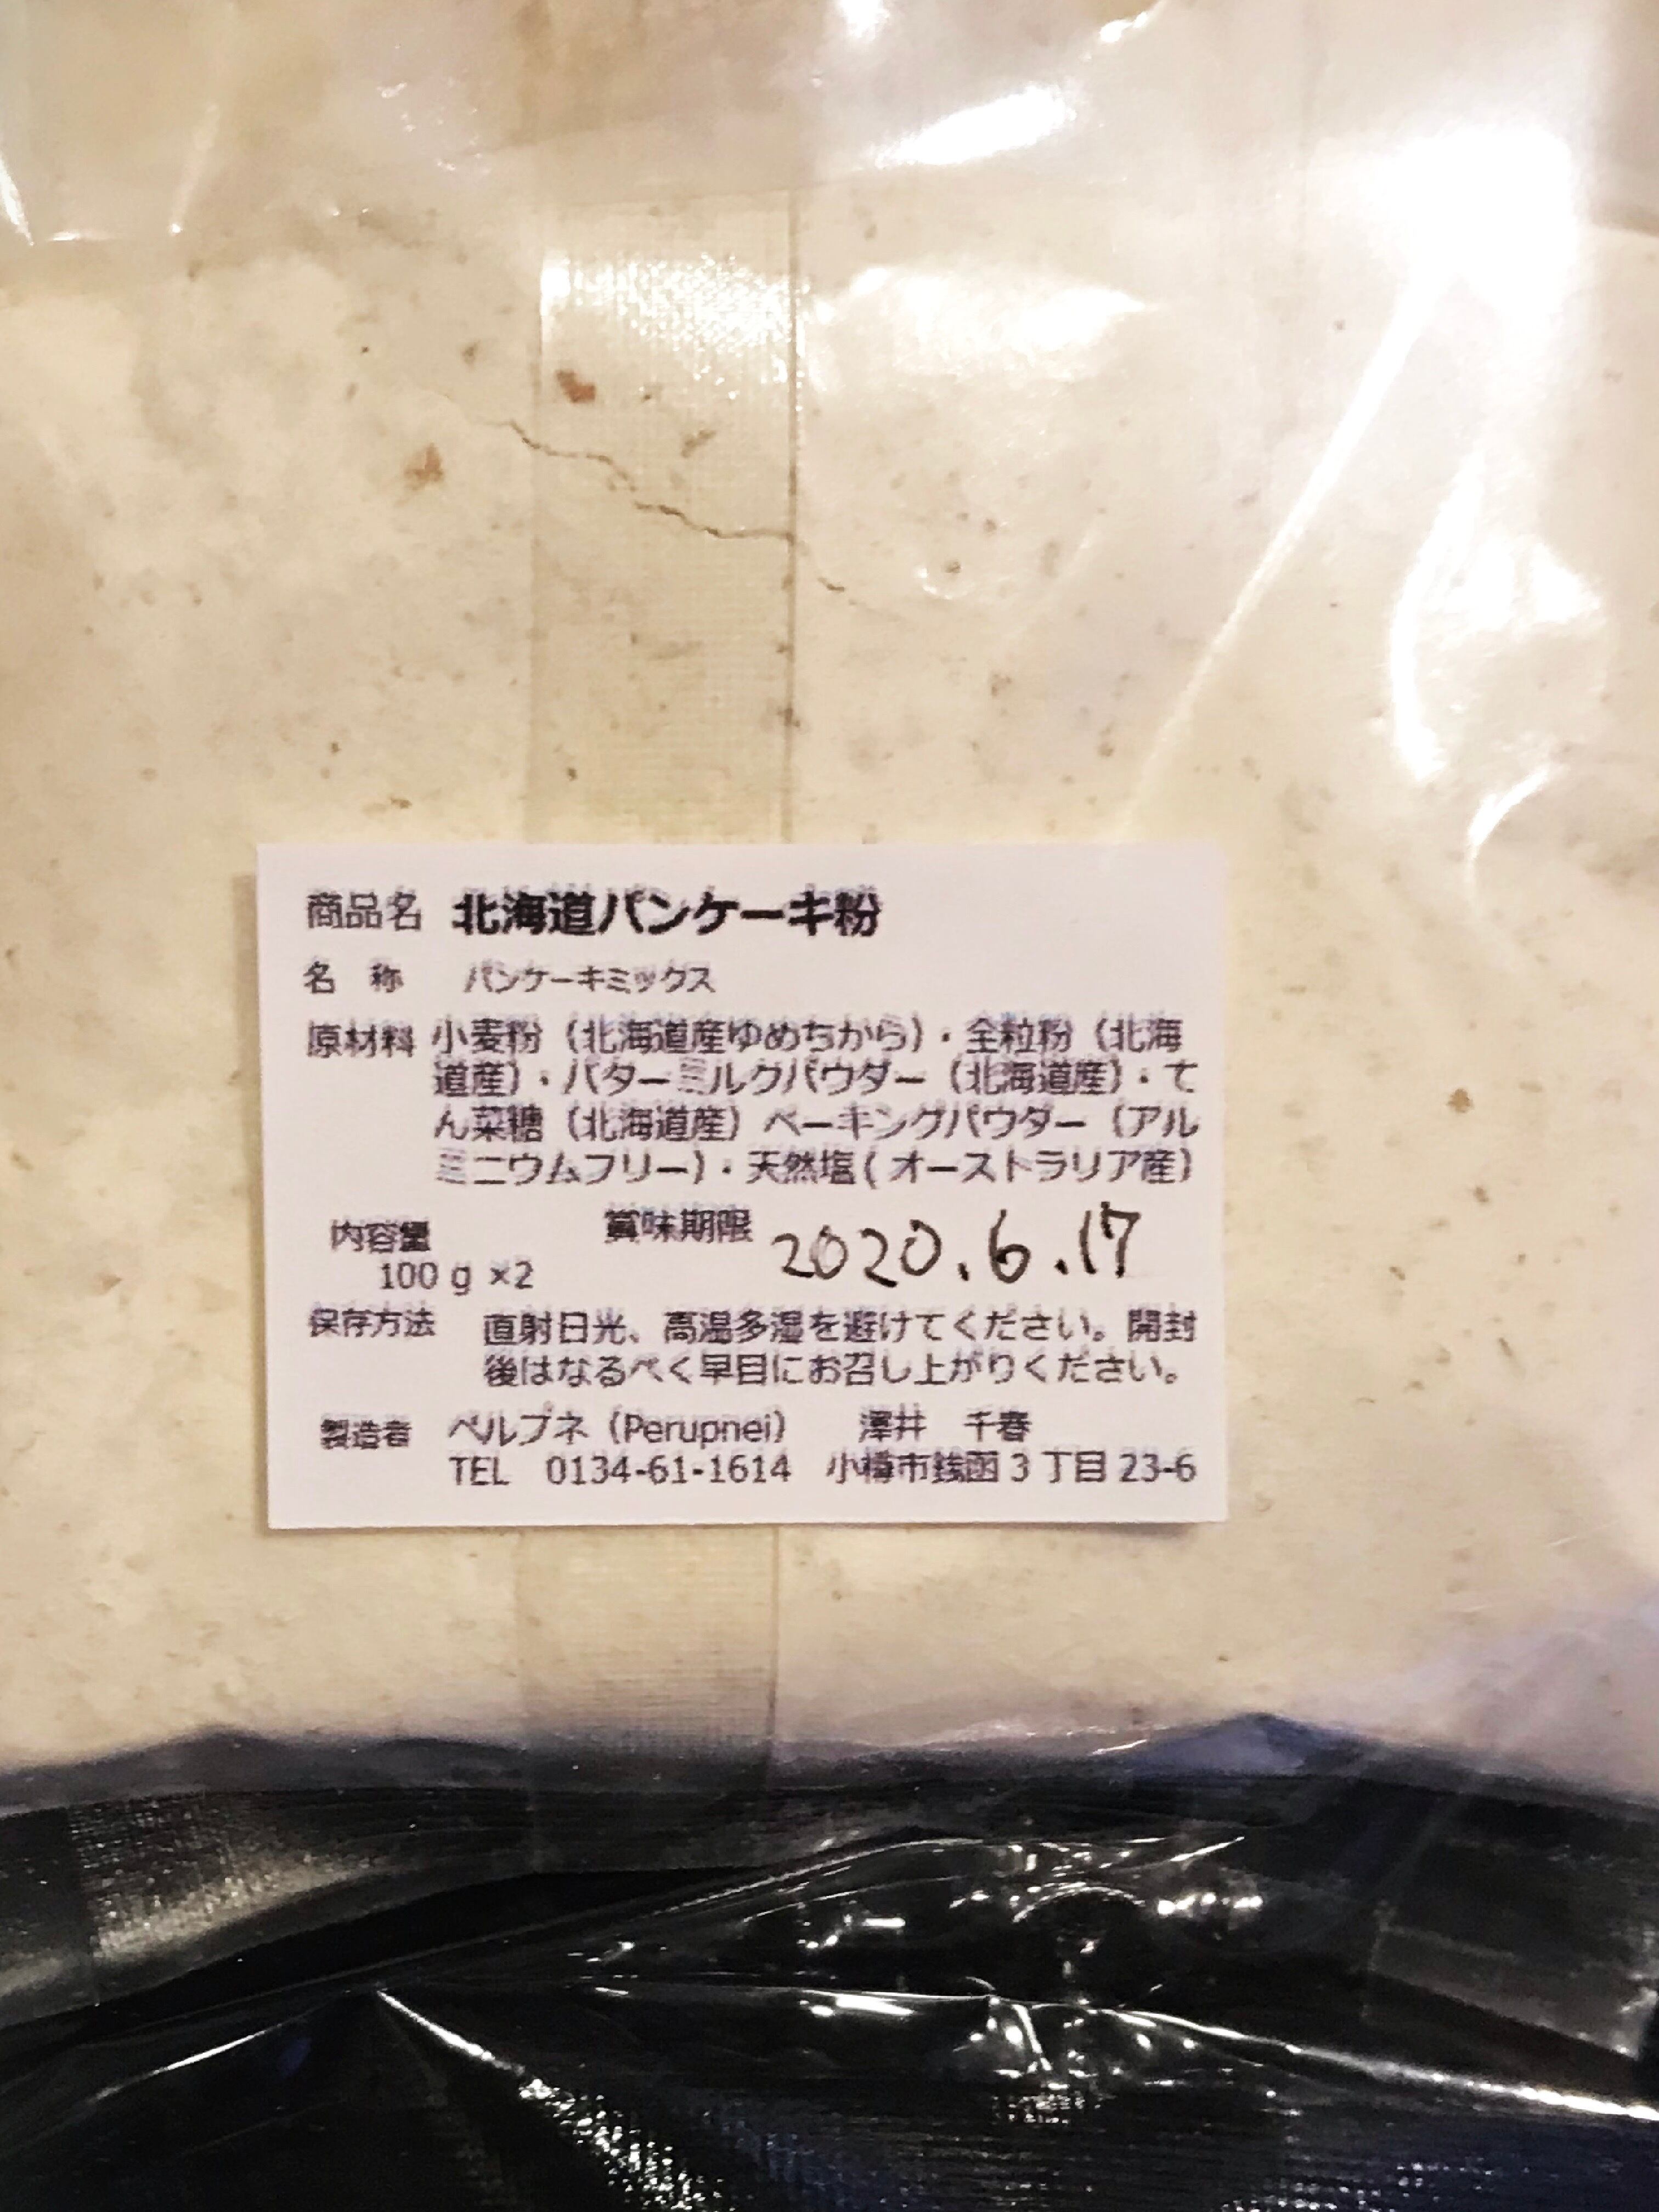 商品名 北海道パンケーキ粉
名 称 パンケーキミックス
原材料 小麦粉(北海道産ゆめちから)・全粒粉(北海
道産)・バターミルクパウダー(北海道産)・て
ん菜糖(北海道産)ベーキングパウダー(アル
ミニウムフリー)・天然塩(オーストラリア産)
内容量 賞味期限 2020.6.17
100g ×2
保存方法 直射日光、高温多湿を避けてください。開封
後はなるべく早目にお召し上がりください。
製造者 ペルプネ(Perupnei) 澤井 千春
TEL 0134-61-1614 小樽市銭函3丁目23-6